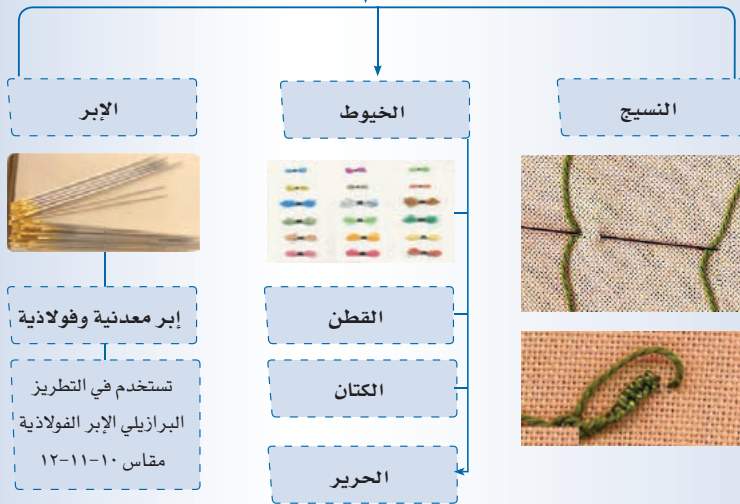 النسيج
الخيوط
القطن
الكتان
الحرير
الإبر
إبر معدنية وفولاذية
تستخدم في التطريز
البرازيلي الإبر الفولاذية
مقاس ١٠-١١-١٢